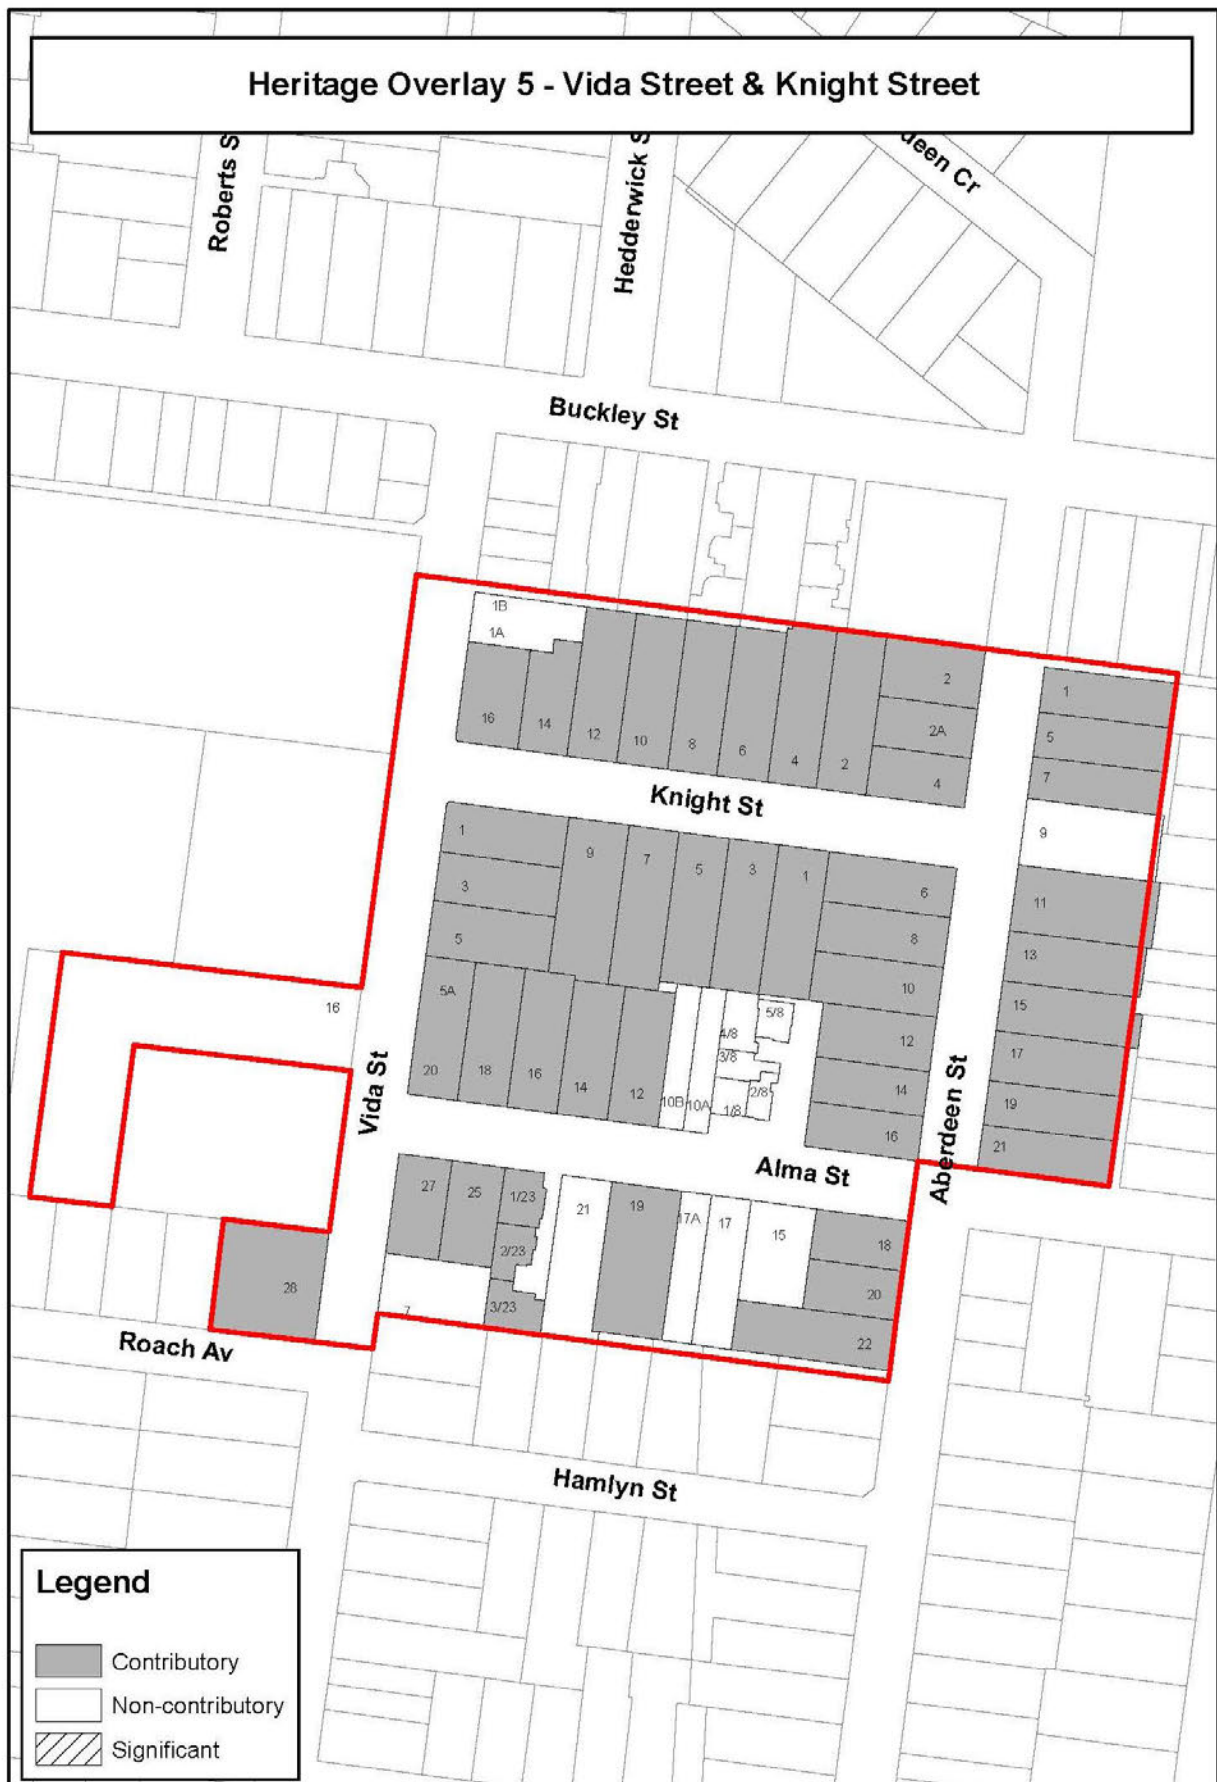 Heritage Overlay 5 - Vida Street & Knight Street
Roberts S
Hedderwick S
deen Cr
Buckley St
1B
1A
16
14
12
10
8
6
4
2
2
2A
4
1
5
7
9
11
13
15
17
19
21
Knight St
1
3
5
9
7
5
3
1
6
8
10
12
14
16
5A
20
18
16
14
12
10B
10A
4/8
3/8
1/8
2/8
5/8
16
Vida St
Aberdeen St
Alma St
27
25
1/23
2/23
3/23
21
19
17A
17
15
18
20
22
7
28
Roach Av
Hamlyn St
Legend
Contributory
Non-contributory
Significant